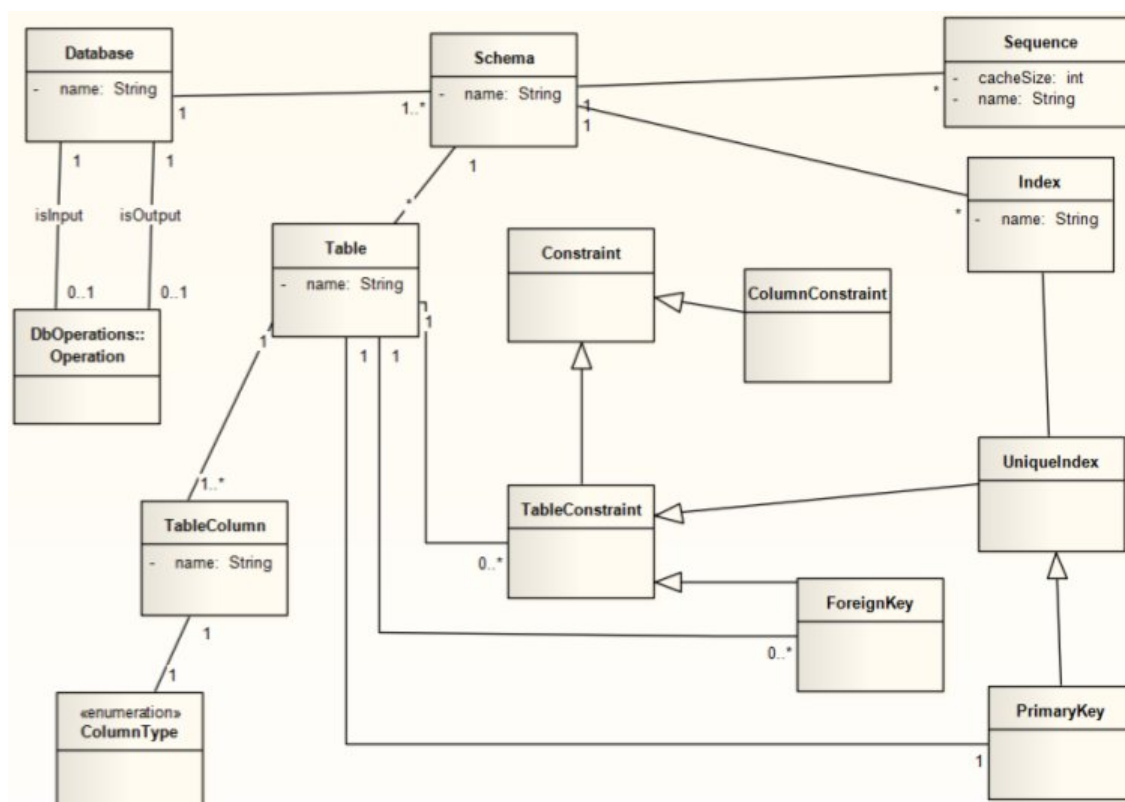 Database
- name: String
1
1..*
Schema
- name: String
1
1
*
Sequence
- cacheSize: int
- name: String
1
1
isInput
isOutput
0..1
0..1
DbOperations::
Operation
1
*
Table
- name: String
*
Index
- name: String
Constraint
ColumnConstraint
1
1
1
1
1..*
TableColumn
- name: String
TableConstraint
0..*
UniqueIndex
ForeignKey
0..*
1
1
«enumeration»
ColumnType
PrimaryKey
1